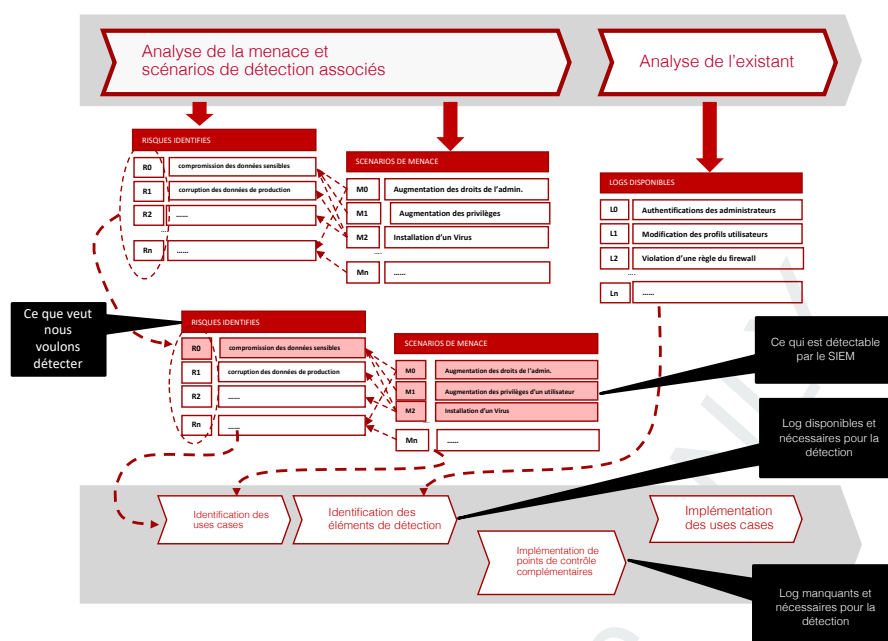 Analyse de la menace et
scénarios de détection associés
Analyse de l'existant
RISQUES IDENTIFIES
R0 compromission des données sensibles
R1 corruption des données de production
R2 ......
....
Rn ......
SCENARIOS DE MENACE
M0 Augmentation des droits de l'admin.
M1 Augmentation des privilèges
M2 Installation d'un Virus
....
Mn ......
LOGS DISPONIBLES
L0 Authentifications des administrateurs
L1 Modification des profils utilisateurs
L2 Violation d'une règle du firewall
....
Ln ......
Ce que veut
nous
voulons
détecter
RISQUES IDENTIFIES
R0 compromission des données sensibles
R1 corruption des données de production
R2 ......
....
Rn ......
SCENARIOS DE MENACE
M0 Augmentation des droits de l'admin.
M1 Augmentation des privilèges d'un utilisateur
M2 Installation d'un Virus
....
Mn ......
Ce qui est détectable
par le SIEM
Log disponibles et
nécessaires pour la
détection
Identification des
uses cases
Identification des
éléments de détection
Implémentation de
points de contrôle
complémentaires
Implémentation
des uses cases
Log manquants et
nécessaires pour la
détection